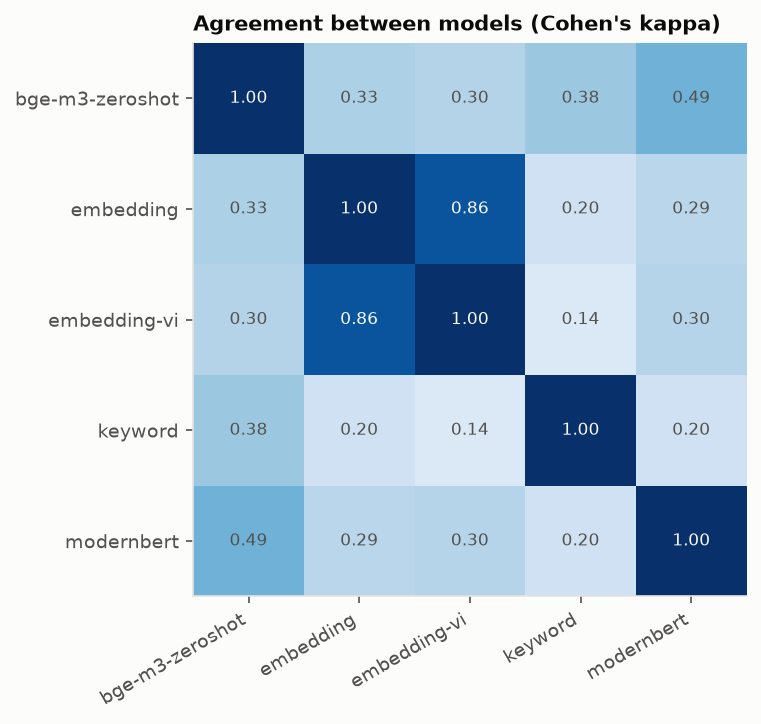 Agreement between models (Cohen's kappa)
bge-m3-zeroshot 1.00 0.33 0.30 0.38 0.49
embedding 0.33 1.00 0.86 0.20 0.29
embedding-vi 0.30 0.86 1.00 0.14 0.30
keyword 0.38 0.20 0.14 1.00 0.20
modernbert 0.49 0.29 0.30 0.20 1.00
bge-m3-zeroshot embedding embedding-vi keyword modernbert